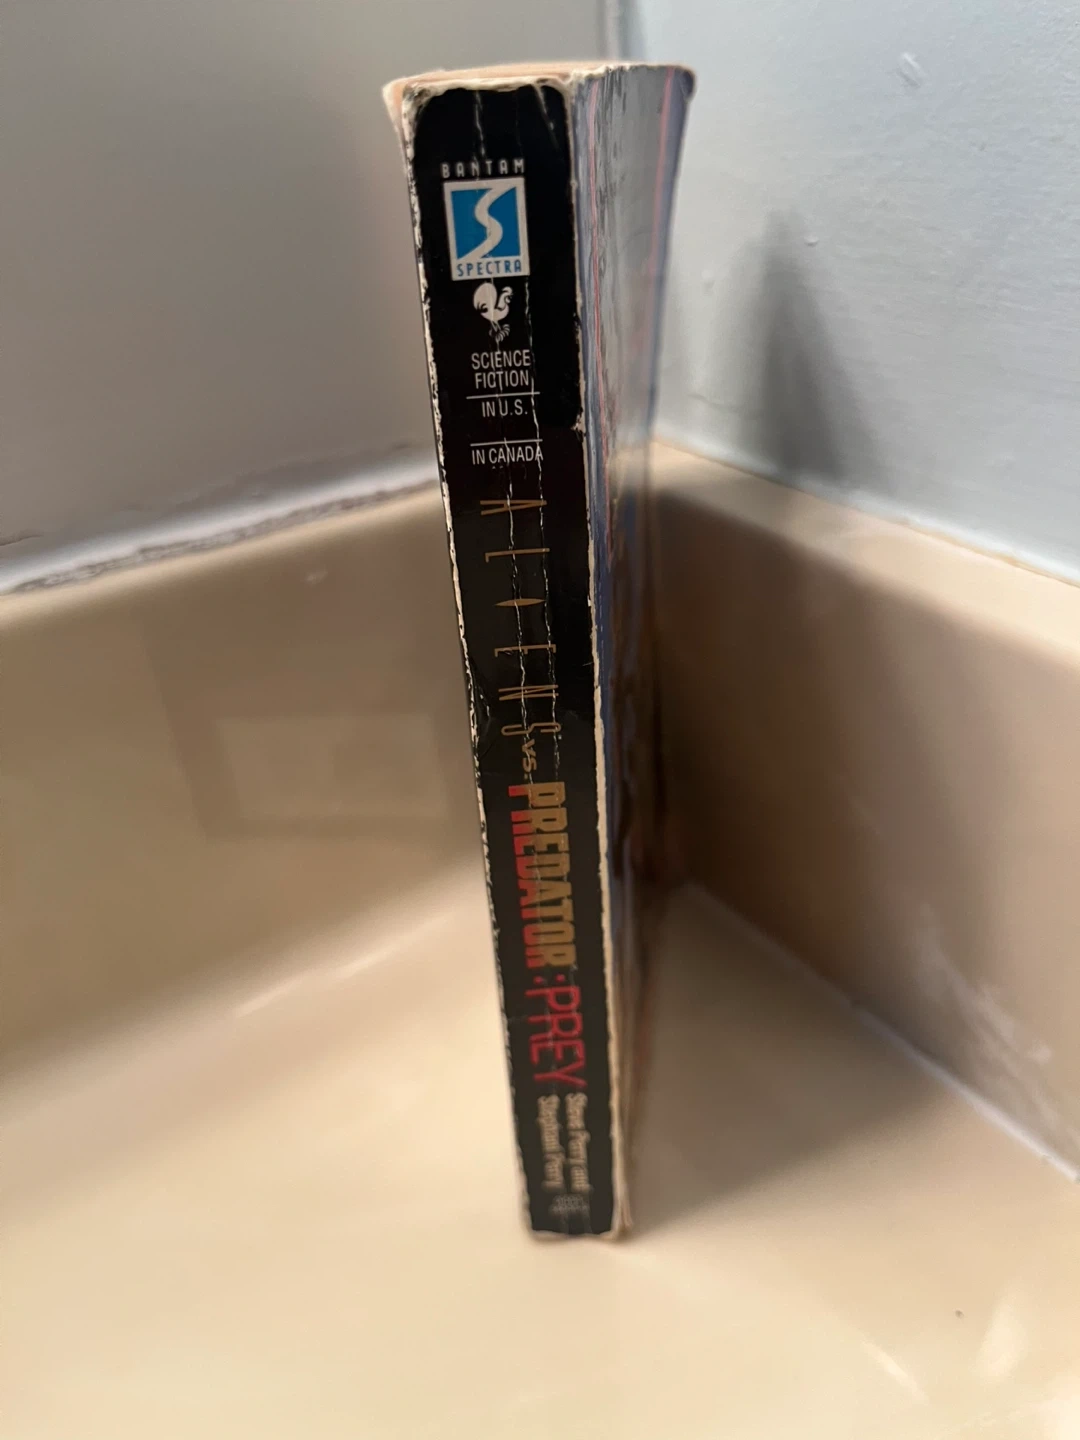 BANTAM
SPECTRA
SCIENCE
FICTION
IN U.S.
IN CANADA
ALIENS
vs.
PREDATOR
:PREY
Steve Perry and
Stephani Perry